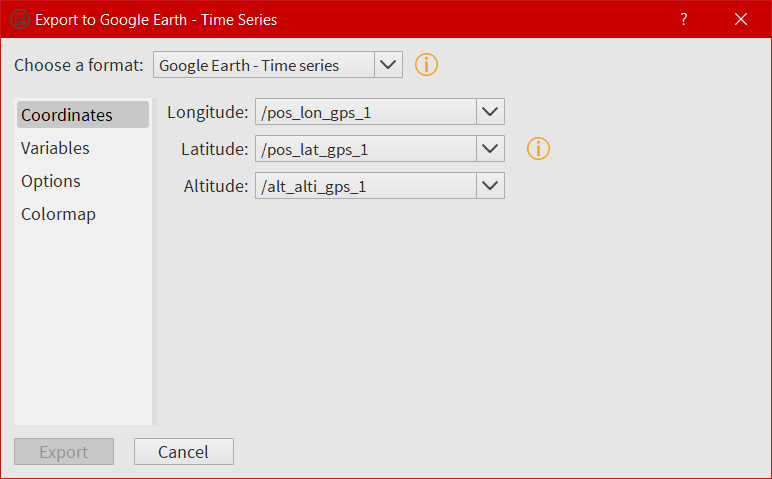 Export to Google Earth - Time Series ?
Choose a format: Google Earth - Time series
Coordinates
Variables
Options
Colormap
Longitude: /pos_lon_gps_1
Latitude: /pos_lat_gps_1
Altitude: /alt_alti_gps_1
Export Cancel